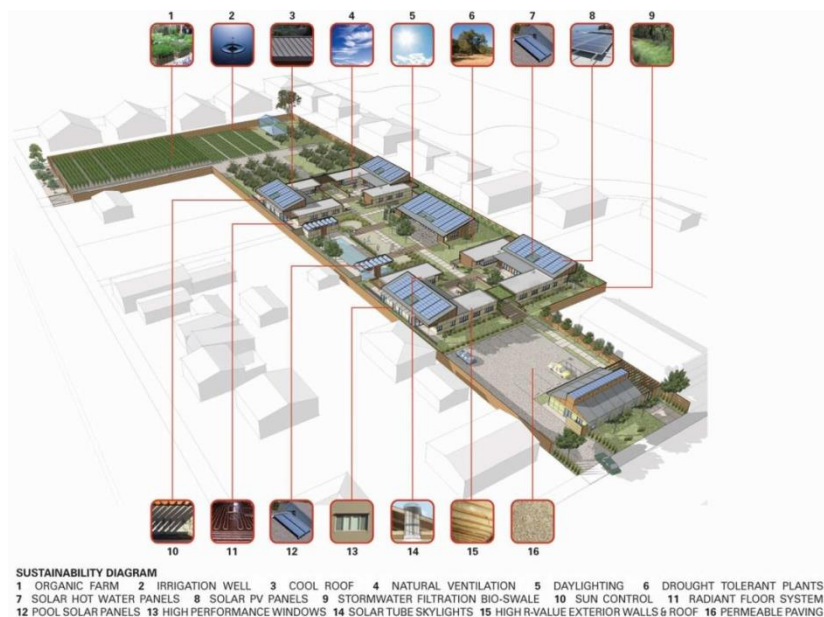 1 2 3 4 5 6 7 8 9
10 11 12 13 14 15 16
SUSTAINABILITY DIAGRAM
1 ORGANIC FARM 2 IRRIGATION WELL 3 COOL ROOF 4 NATURAL VENTILATION 5 DAYLIGHTING 6 DROUGHT TOLERANT PLANTS
7 SOLAR HOT WATER PANELS 8 SOLAR PV PANELS 9 STORMWATER FILTRATION BIO-SWALE 10 SUN CONTROL 11 RADIANT FLOOR SYSTEM
12 POOL SOLAR PANELS 13 HIGH PERFORMANCE WINDOWS 14 SOLAR TUBE SKYLIGHTS 15 HIGH R-VALUE EXTERIOR WALLS & ROOF 16 PERMEABLE PAVING